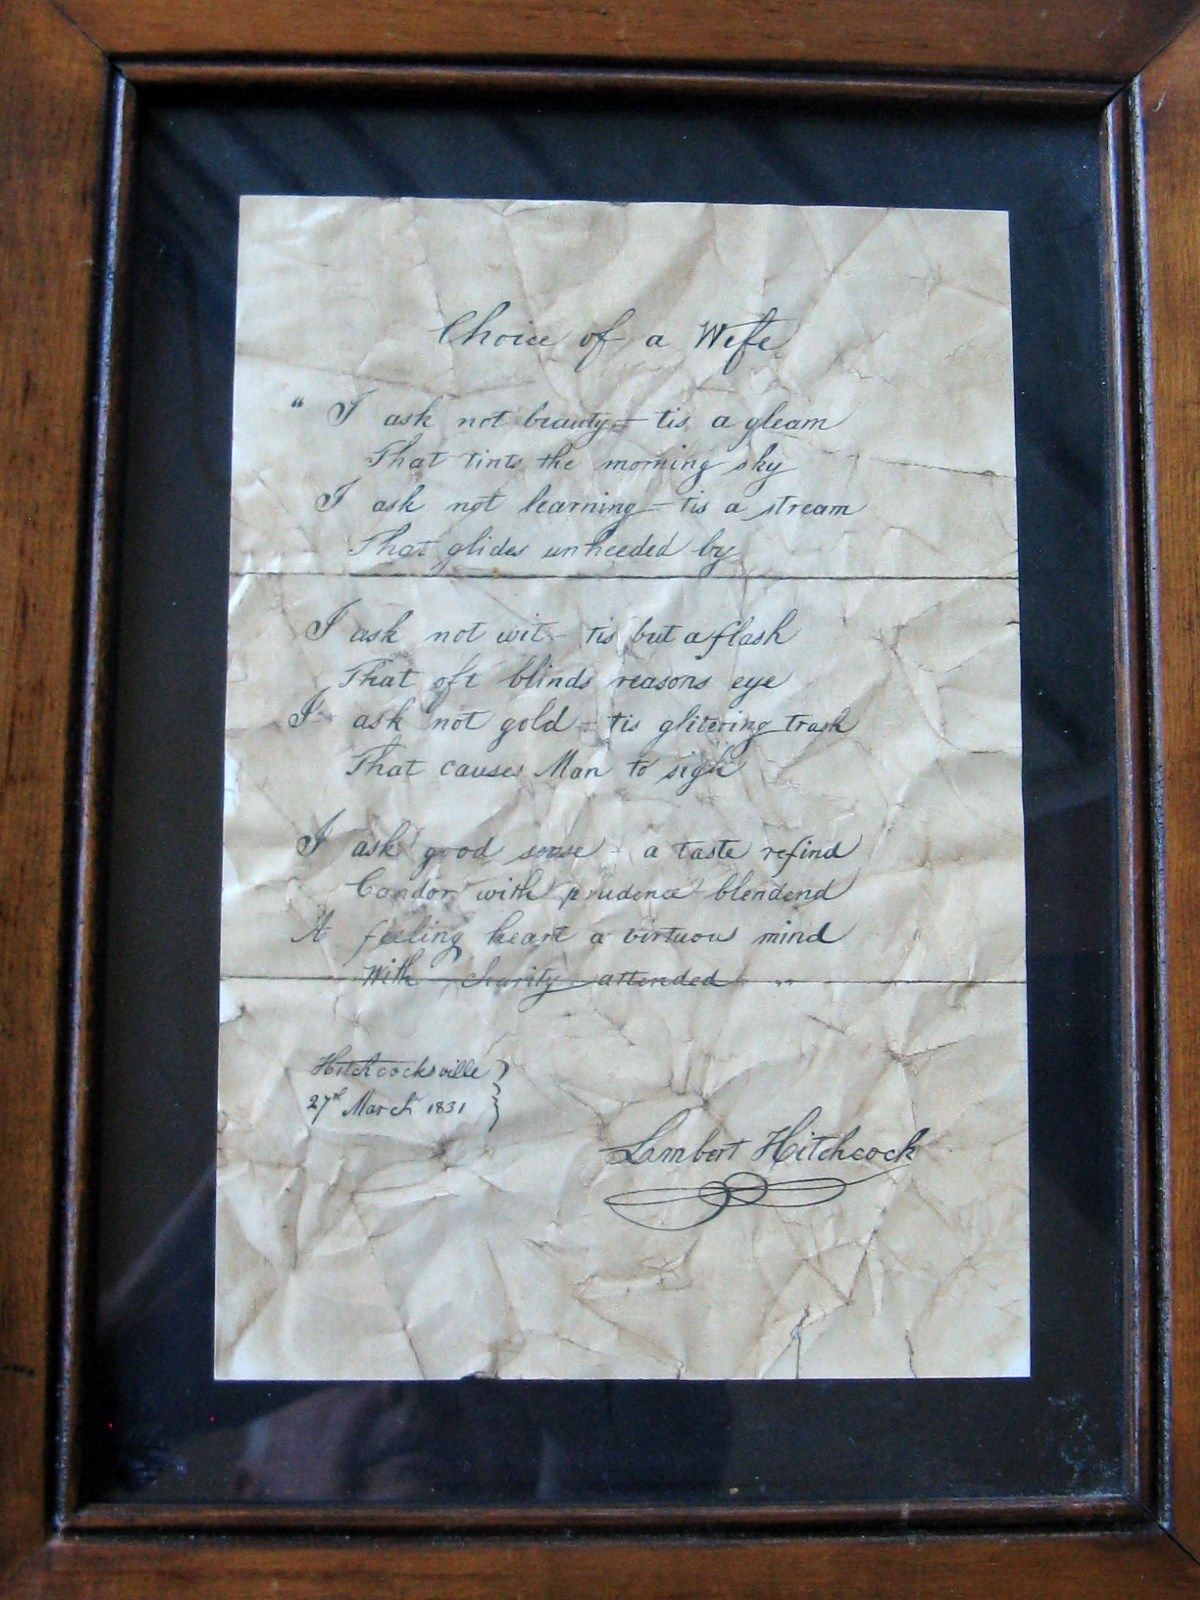 Choice of a Wife
" I ask not beauty – tis a gleam
That tints the morning sky
I ask not learning – tis a stream
That glides unheeded by
I ask not wit – tis but a flash
That oft blinds reasons eye
I ask not gold – tis glitering trash
That causes Man to sigh
I ask good sense – a taste refind
Candor with prudence blendend
A feeling heart a virtuous mind
With charity attended "
Hitchcocksville
27th March 1831
Lambert Hitchcock